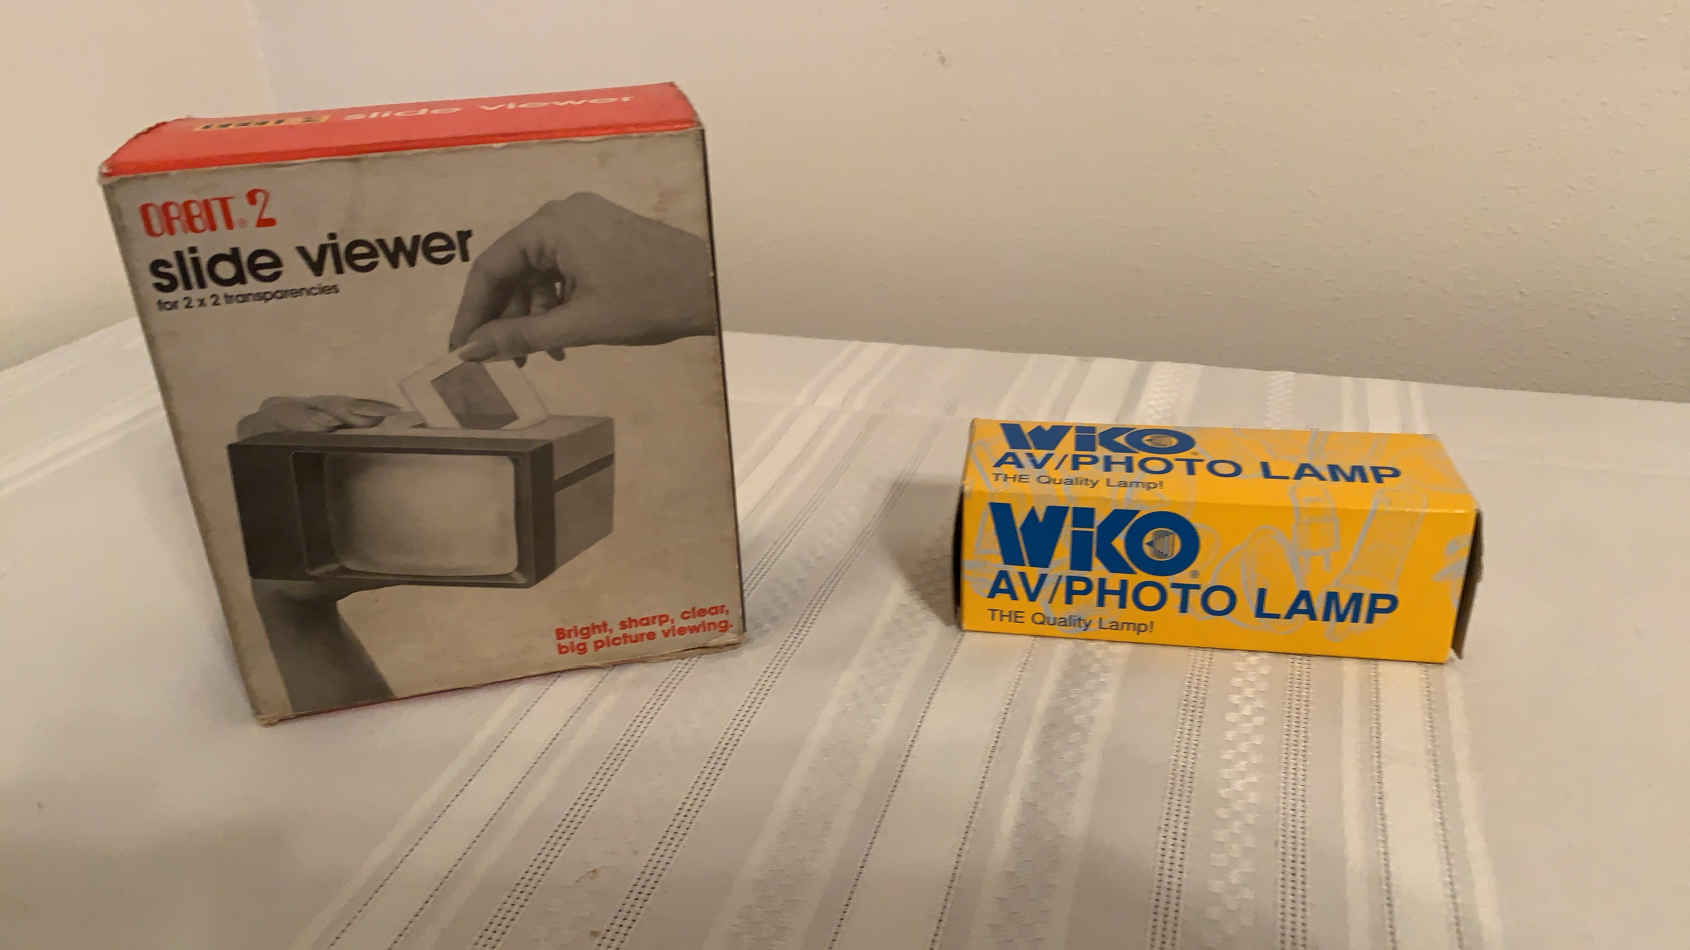 slide viewer
ORBIT® 2
slide viewer
for 2 x 2 transparencies
Bright, sharp, clear,
big picture viewing.
WIKO
AV/PHOTO LAMP
THE Quality Lamp!
WIKO®
AV/PHOTO LAMP
THE Quality Lamp!